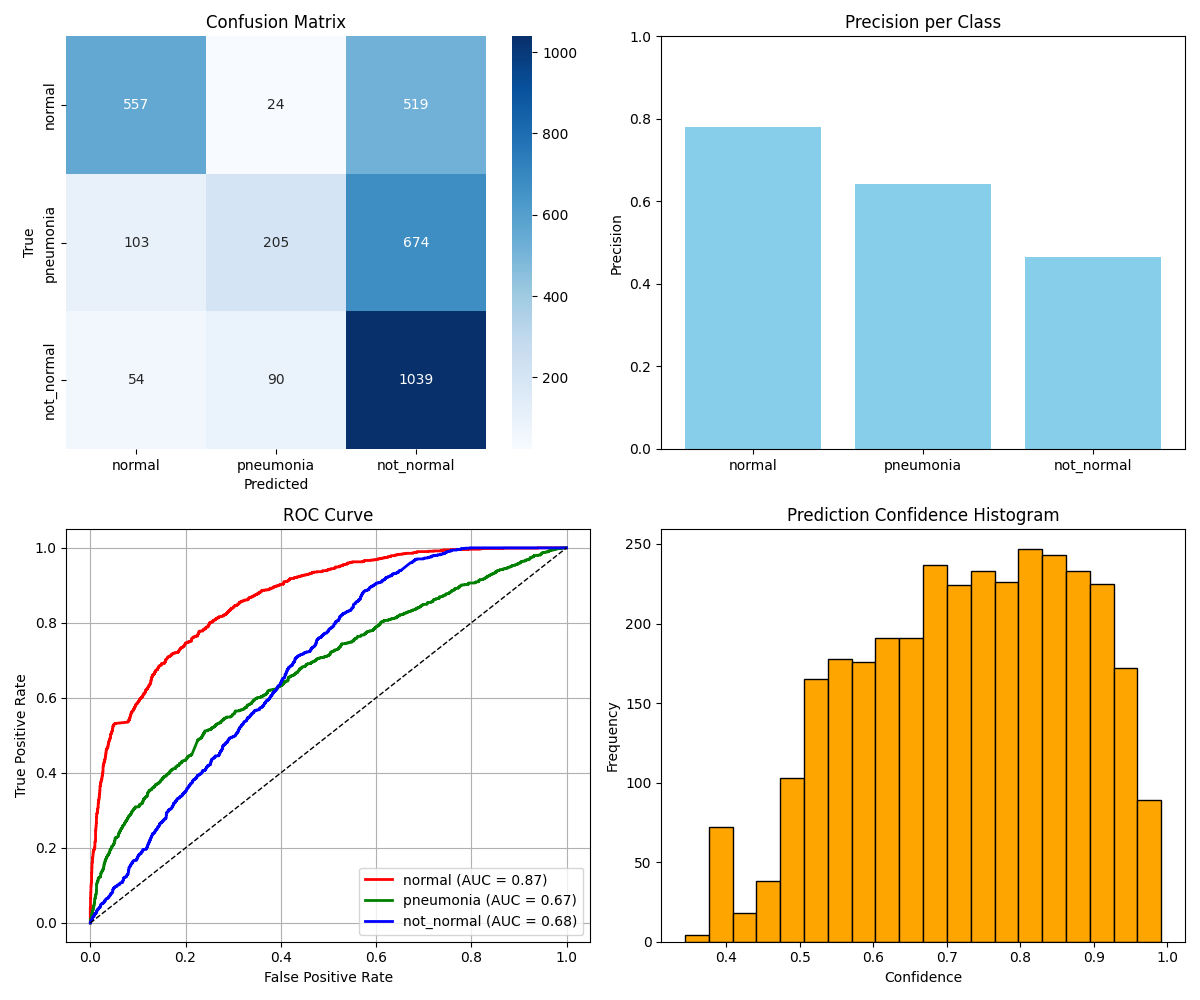 Confusion Matrix
True
normal
pneumonia
not_normal
557 24 519
103 205 674
54 90 1039
normal pneumonia not_normal
Predicted
1000
800
600
400
200
Precision per Class
Precision
1.0
0.8
0.6
0.4
0.2
0.0
normal pneumonia not_normal
ROC Curve
True Positive Rate
1.0
0.8
0.6
0.4
0.2
0.0
normal (AUC = 0.87)
pneumonia (AUC = 0.67)
not_normal (AUC = 0.68)
0.0 0.2 0.4 0.6 0.8 1.0
False Positive Rate
Prediction Confidence Histogram
Frequency
250
200
150
100
50
0
0.4 0.5 0.6 0.7 0.8 0.9 1.0
Confidence